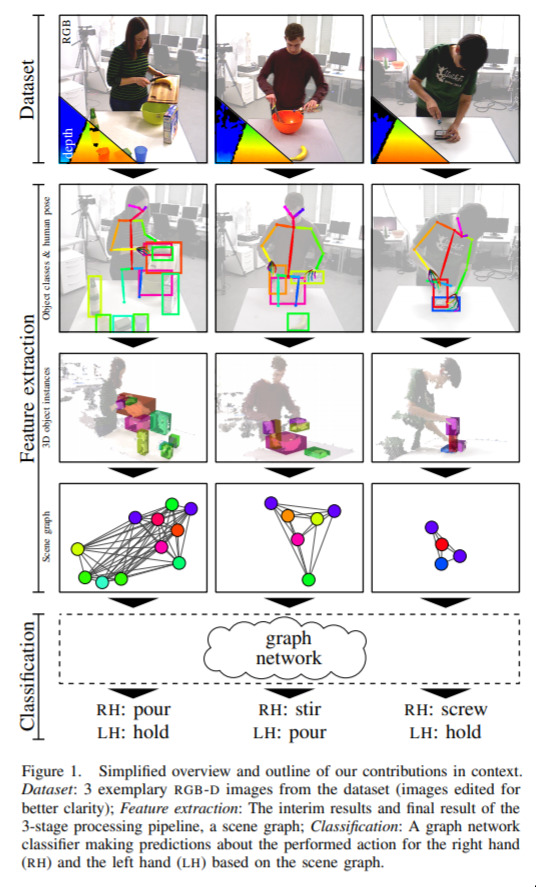 Dataset
RGB
depth
Feature extraction
Object classes & human pose
3D object instances
Scene graph
Classification
graph
network
RH: pour
LH: hold
RH: stir
LH: pour
RH: screw
LH: hold
Figure 1. Simplified overview and outline of our contributions in context.
Dataset: 3 exemplary RGB-D images from the dataset (images edited for
better clarity); Feature extraction: The interim results and final result of the
3-stage processing pipeline, a scene graph; Classification: A graph network
classifier making predictions about the performed action for the right hand
(RH) and the left hand (LH) based on the scene graph.